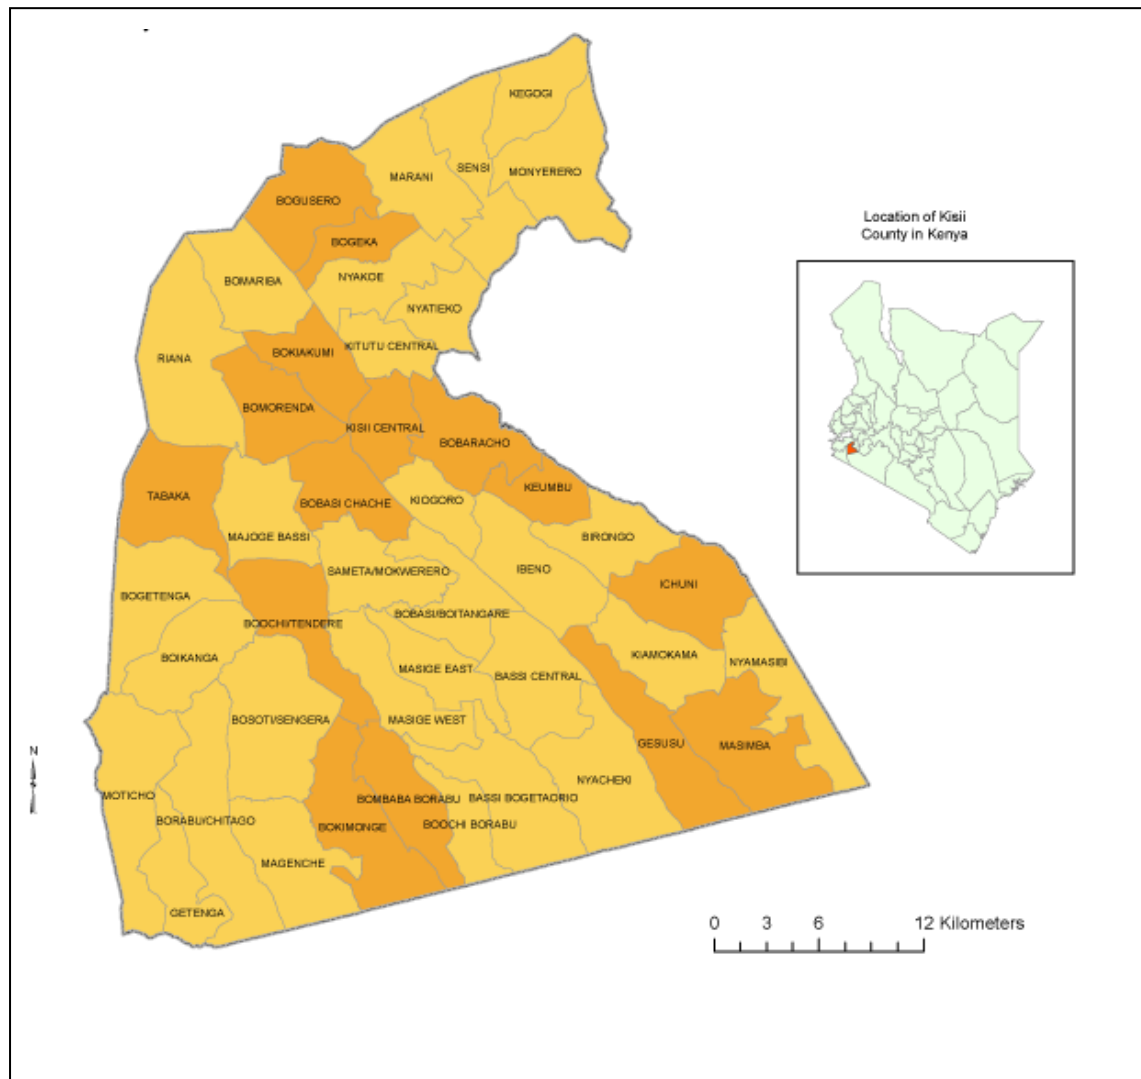 KEGOGI
SENSI
MONYERERO
MARANI
BOGUSERO
BOGEKA
NYAKOE
BOMARIBA
NYATIEKO
KITUTU CENTRAL
BOKIAKUMI
RIANA
BOMORENDA
KISII CENTRAL
BOBARACHO
KEUMBU
TABAKA
BOBASI CHACHE
KIOGORO
MAJOGE BASSI
BIRONGO
SAMETA/MOKWERERO
IBENO
ICHUNI
BOGETENGA
BOOCHI/TENDERE
BOBASI/BOITANGARE
BOIKANGA
MASIGE EAST
BASSI CENTRAL
KIAMOKAMA
NYAMASIBI
BOSOTI/SENGERA
MASIGE WEST
GESUSU
MASIMBA
NYACHEKI
MOTICHO
BOMBABA BORABU
BASSI BOGETAORIO
BORABU/CHITAGO
BOKIMONGE
BOOCHI BORABU
MAGENCHE
GETENGA
Location of Kisii
County in Kenya
N
0 3 6 12 Kilometers